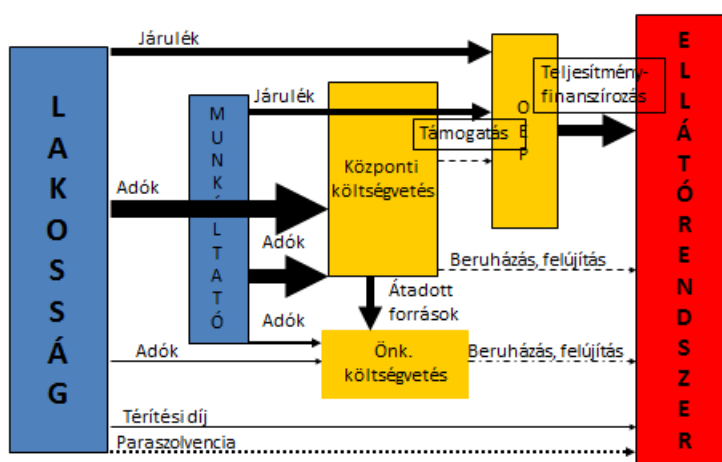 LAKOSSÁG
Járulék
MUNKÁLTATÓ
Járulék
Adók
Adók
Adók
Adók
Központi
költségvetés
Támogatás
OEP
Teljesítmény-
finanszírozás
Beruházás, felújítás
Átadott
források
Önk.
költségvetés
Beruházás, felújítás
Térítési díj
Paraszolvencia
ELLÁTÓRENDSZER